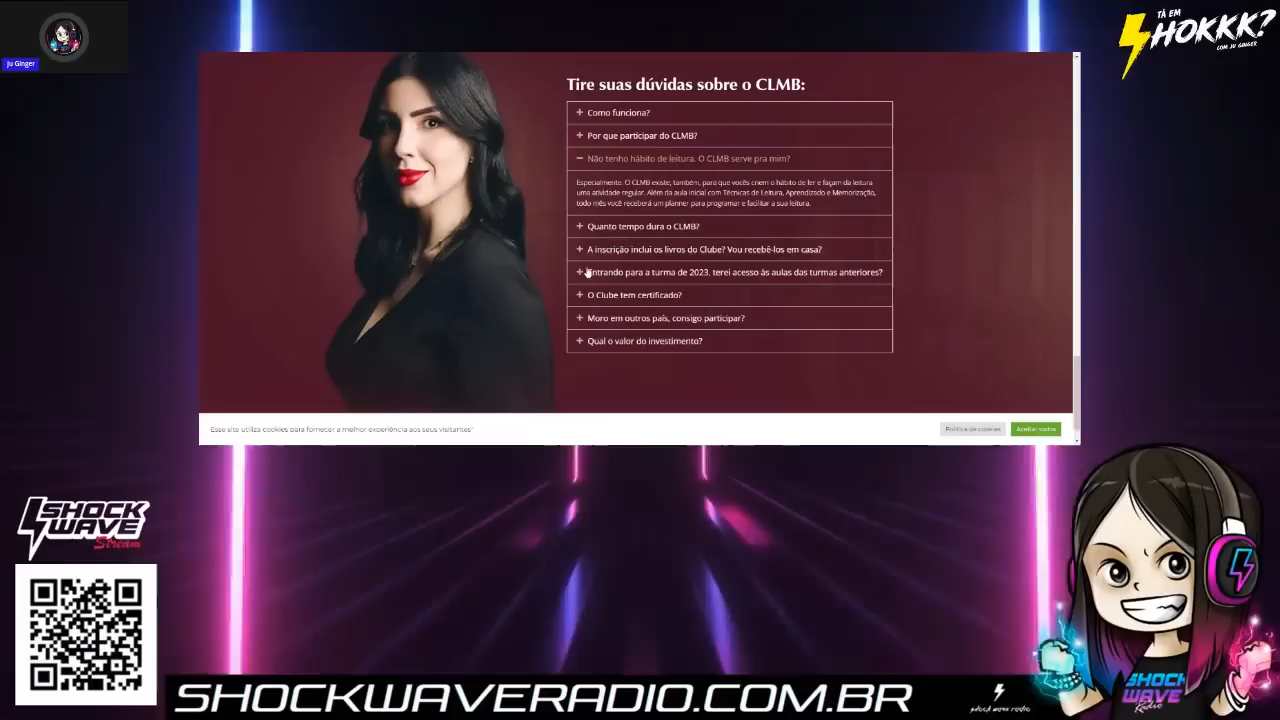 Ju Ginger
TÁ EM
SHOKKK?
COM JU GINGER
Tire suas dúvidas sobre o CLMB:
+ Como funciona?
+ Por que participar do CLMB?
− Não tenho hábito de leitura. O CLMB serve pra mim?
Especialmente. O CLMB existe, também, para que vocês criem o hábito de ler e façam da leitura
uma atividade regular. Além da aula inicial com Técnicas de Leitura, Aprendizado e Memorização,
todo mês você receberá um planner para programar e facilitar a sua leitura.
+ Quanto tempo dura o CLMB?
+ A inscrição inclui os livros do Clube? Vou recebê-los em casa?
+ Entrando para a turma de 2023, terei acesso às aulas das turmas anteriores?
+ O Clube tem certificado?
+ Moro em outros país, consigo participar?
+ Qual o valor do investimento?
Esse site utiliza cookies para fornecer a melhor experiência aos seus visitantes"
Política de cookies
Aceitar todos
SHOCK
WAVE
Stream
SHOCKWAVERADIO.COM.BR
shock wave radio
SHOCK
WAVE
Radio